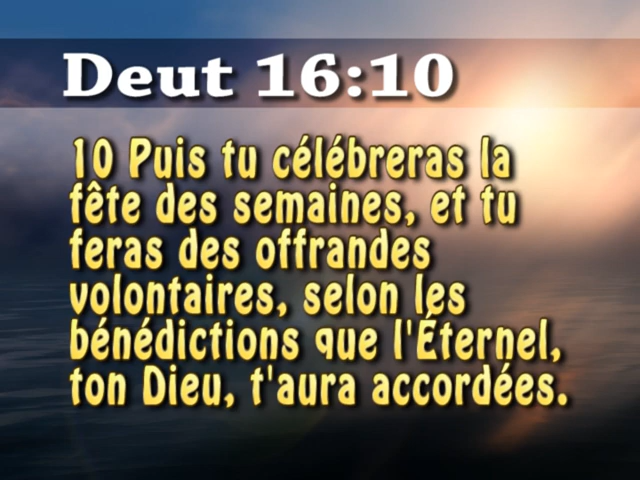 Deut 16:10
10 Puis tu célébreras la
fête des semaines, et tu
feras des offrandes
volontaires, selon les
bénédictions que l'Éternel,
ton Dieu, t'aura accordées.